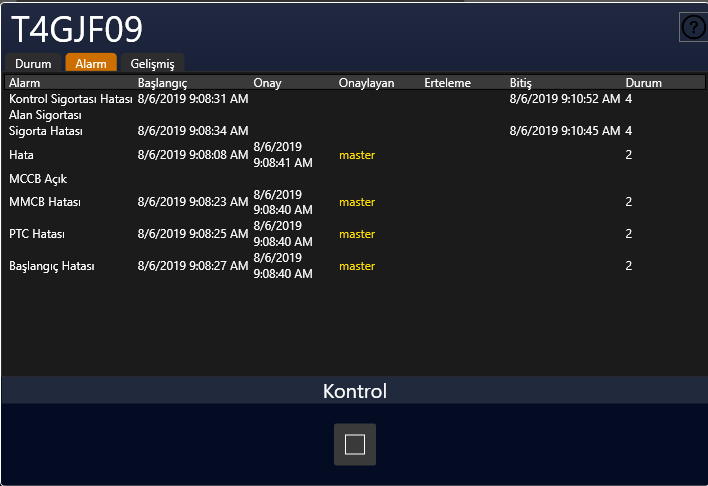 T4GJF09
?
Durum Alarm Gelişmiş
Alarm Başlangıç Onay Onaylayan Erteleme Bitiş Durum
Kontrol Sigortası Hatası 8/6/2019 9:08:31 AM 8/6/2019 9:10:52 AM 4
Alan Sigortası
Sigorta Hatası 8/6/2019 9:08:34 AM 8/6/2019 9:10:45 AM 4
Hata 8/6/2019 9:08:08 AM 8/6/2019 9:08:41 AM master 2
MCCB Açık
MMCB Hatası 8/6/2019 9:08:23 AM 8/6/2019 9:08:40 AM master 2
PTC Hatası 8/6/2019 9:08:25 AM 8/6/2019 9:08:40 AM master 2
Başlangıç Hatası 8/6/2019 9:08:27 AM 8/6/2019 9:08:40 AM master 2
Kontrol